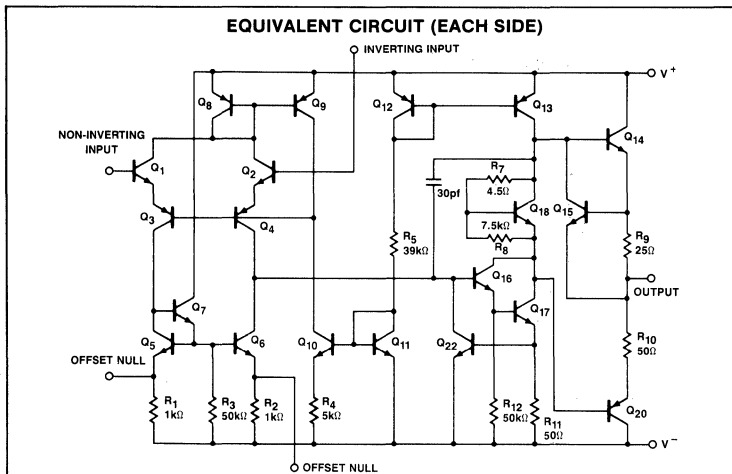 EQUIVALENT CIRCUIT (EACH SIDE)
INVERTING INPUT
V+
Q8
Q9
Q12
Q13
Q14
NON-INVERTING
INPUT
Q1
Q2
R7
4.5Ω
30pf
Q18
Q15
Q3
Q4
7.5kΩ
R8
R9
25Ω
R5
39kΩ
Q16
OUTPUT
Q7
Q17
Q5
Q6
Q10
Q11
Q22
R10
50Ω
OFFSET NULL
R1
1kΩ
R3
50kΩ
R2
1kΩ
R4
5kΩ
R12
50kΩ
R11
50Ω
Q20
V−
OFFSET NULL